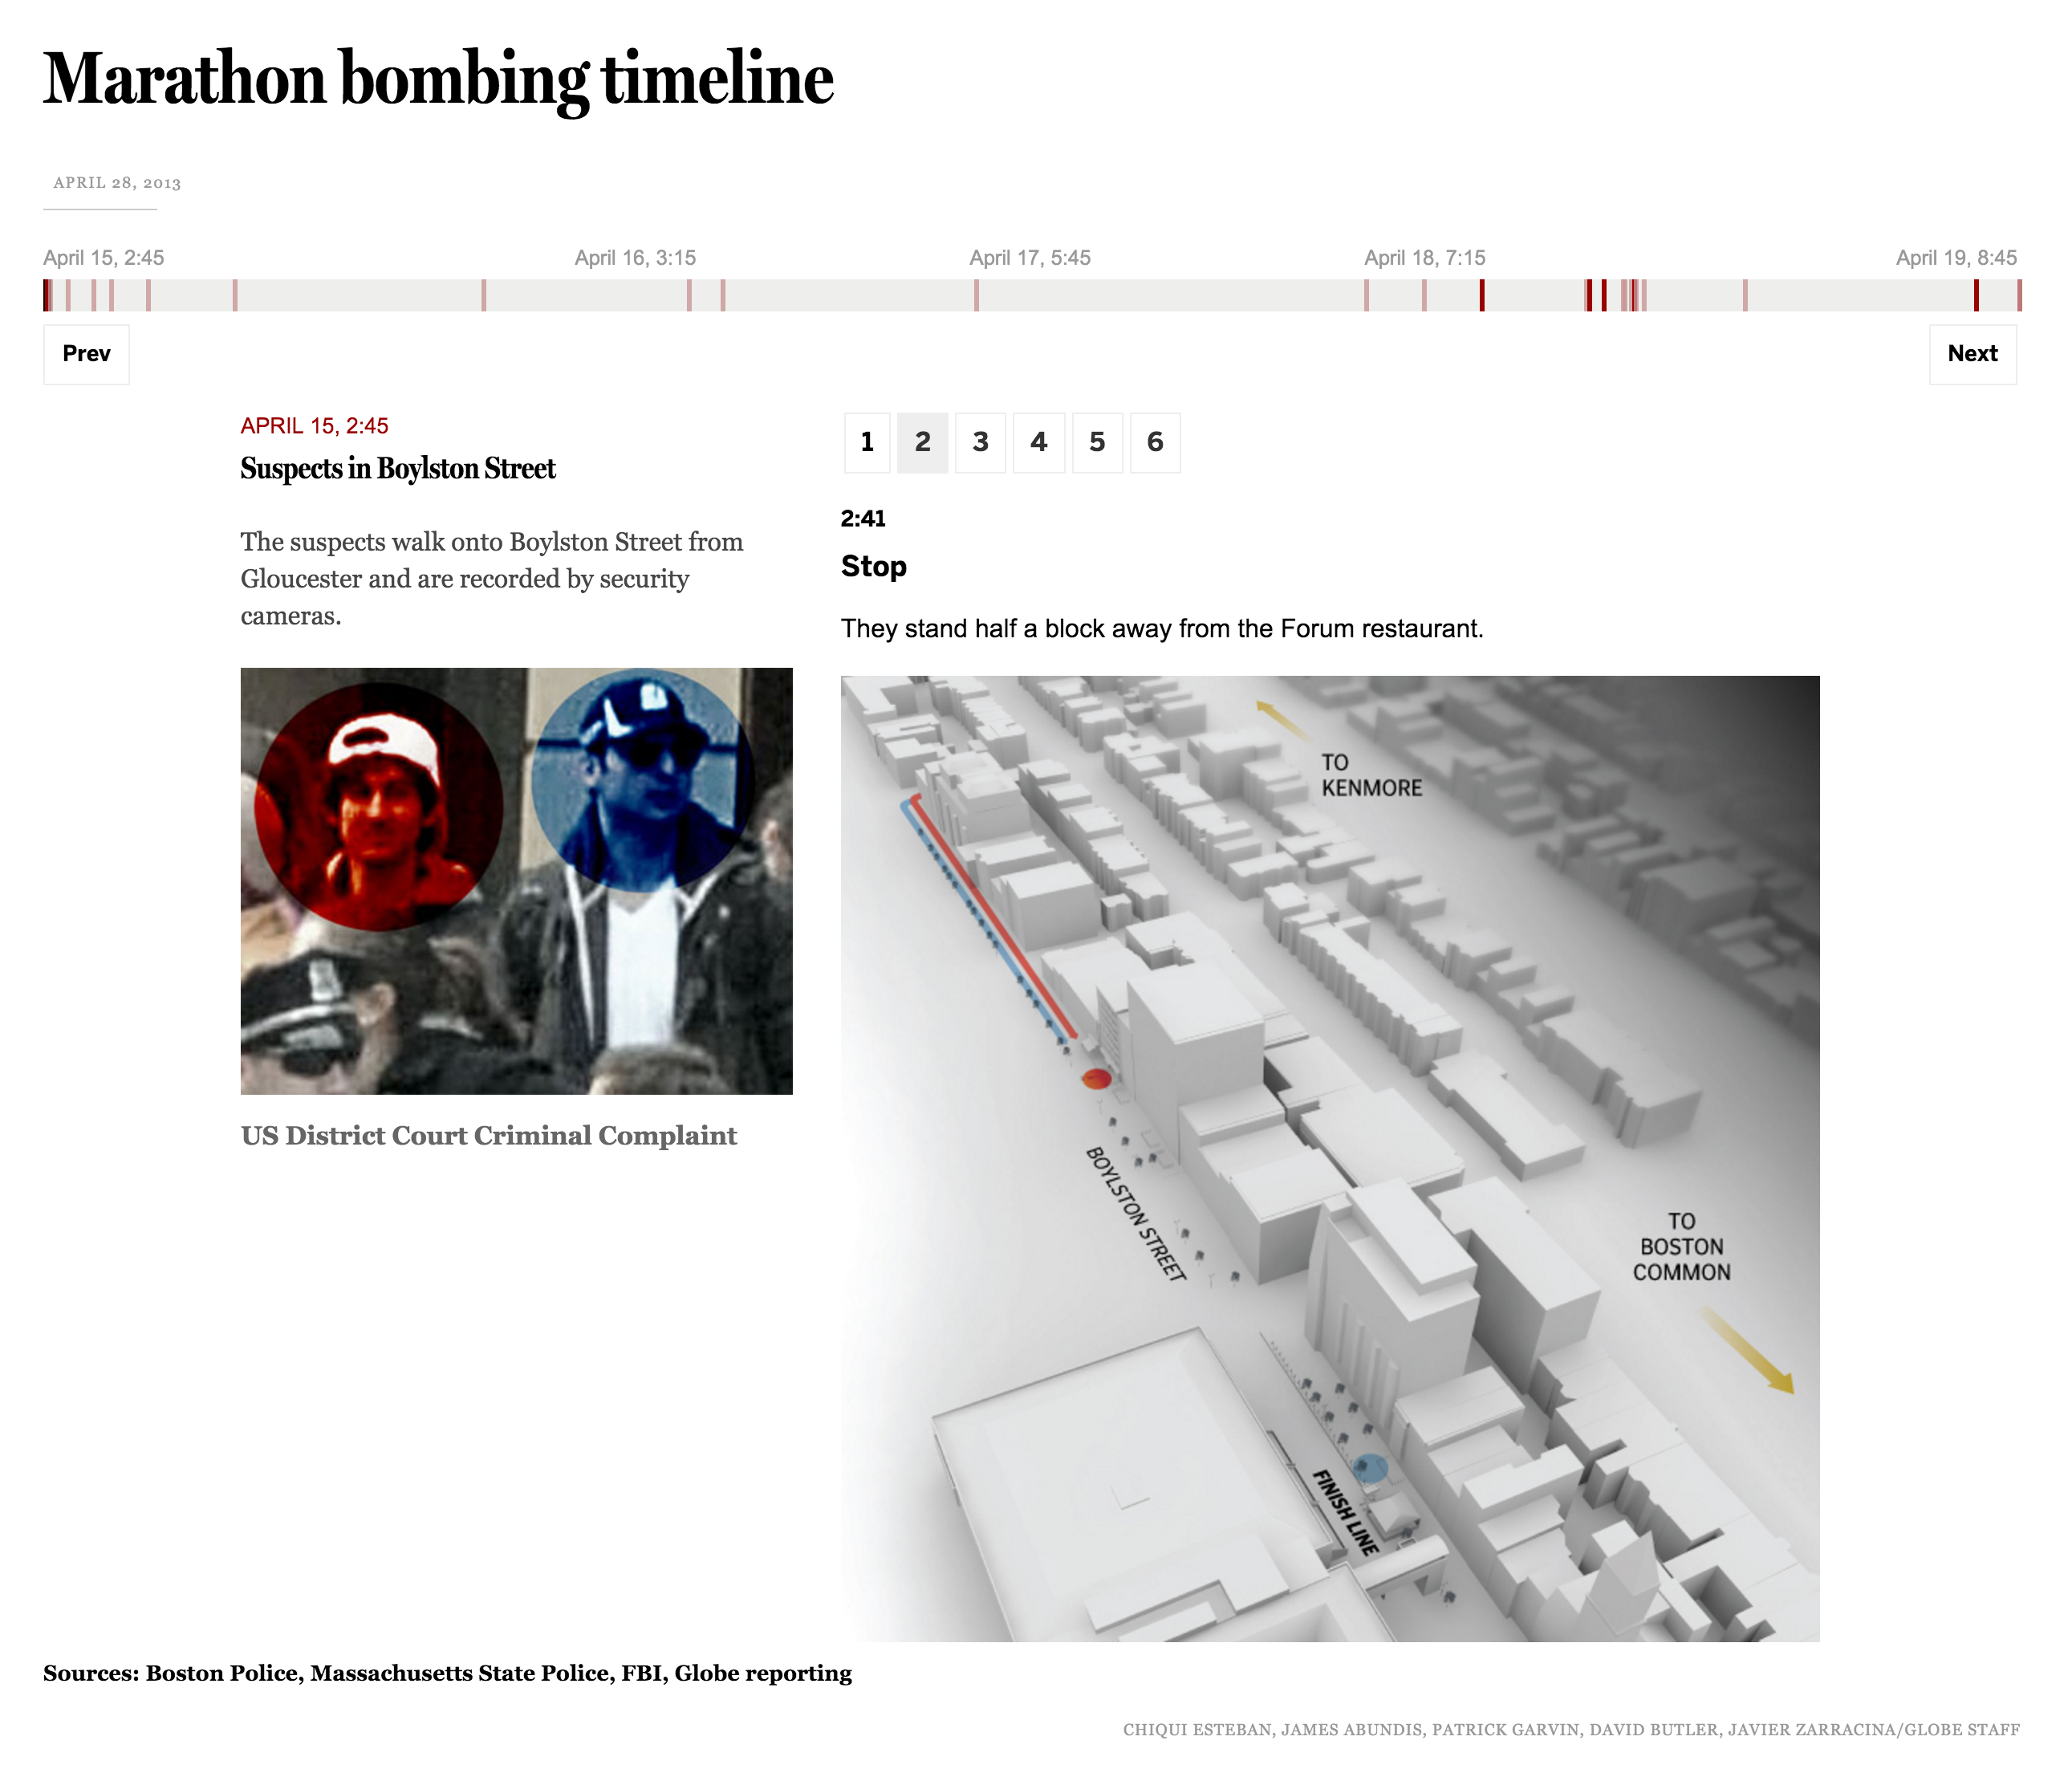 Marathon bombing timeline
APRIL 28, 2013
April 15, 2:45
April 16, 3:15
April 17, 5:45
April 18, 7:15
April 19, 8:45
Prev
Next
APRIL 15, 2:45
Suspects in Boylston Street
The suspects walk onto Boylston Street from
Gloucester and are recorded by security
cameras.
US District Court Criminal Complaint
1
2
3
4
5
6
2:41
Stop
They stand half a block away from the Forum restaurant.
TO
KENMORE
BOYLSTON STREET
TO
BOSTON
COMMON
FINISH LINE
Sources: Boston Police, Massachusetts State Police, FBI, Globe reporting
CHIQUI ESTEBAN, JAMES ABUNDIS, PATRICK GARVIN, DAVID BUTLER, JAVIER ZARRACINA/GLOBE STAFF